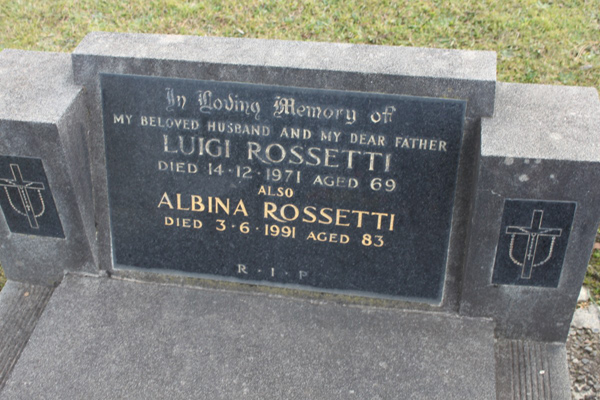 In Loving Memory of
MY BELOVED HUSBAND AND MY DEAR FATHER
LUIGI ROSSETTI
DIED 14·12·1971 AGED 69
ALSO
ALBINA ROSSETTI
DIED 3·6·1991 AGED 83
R·I·P